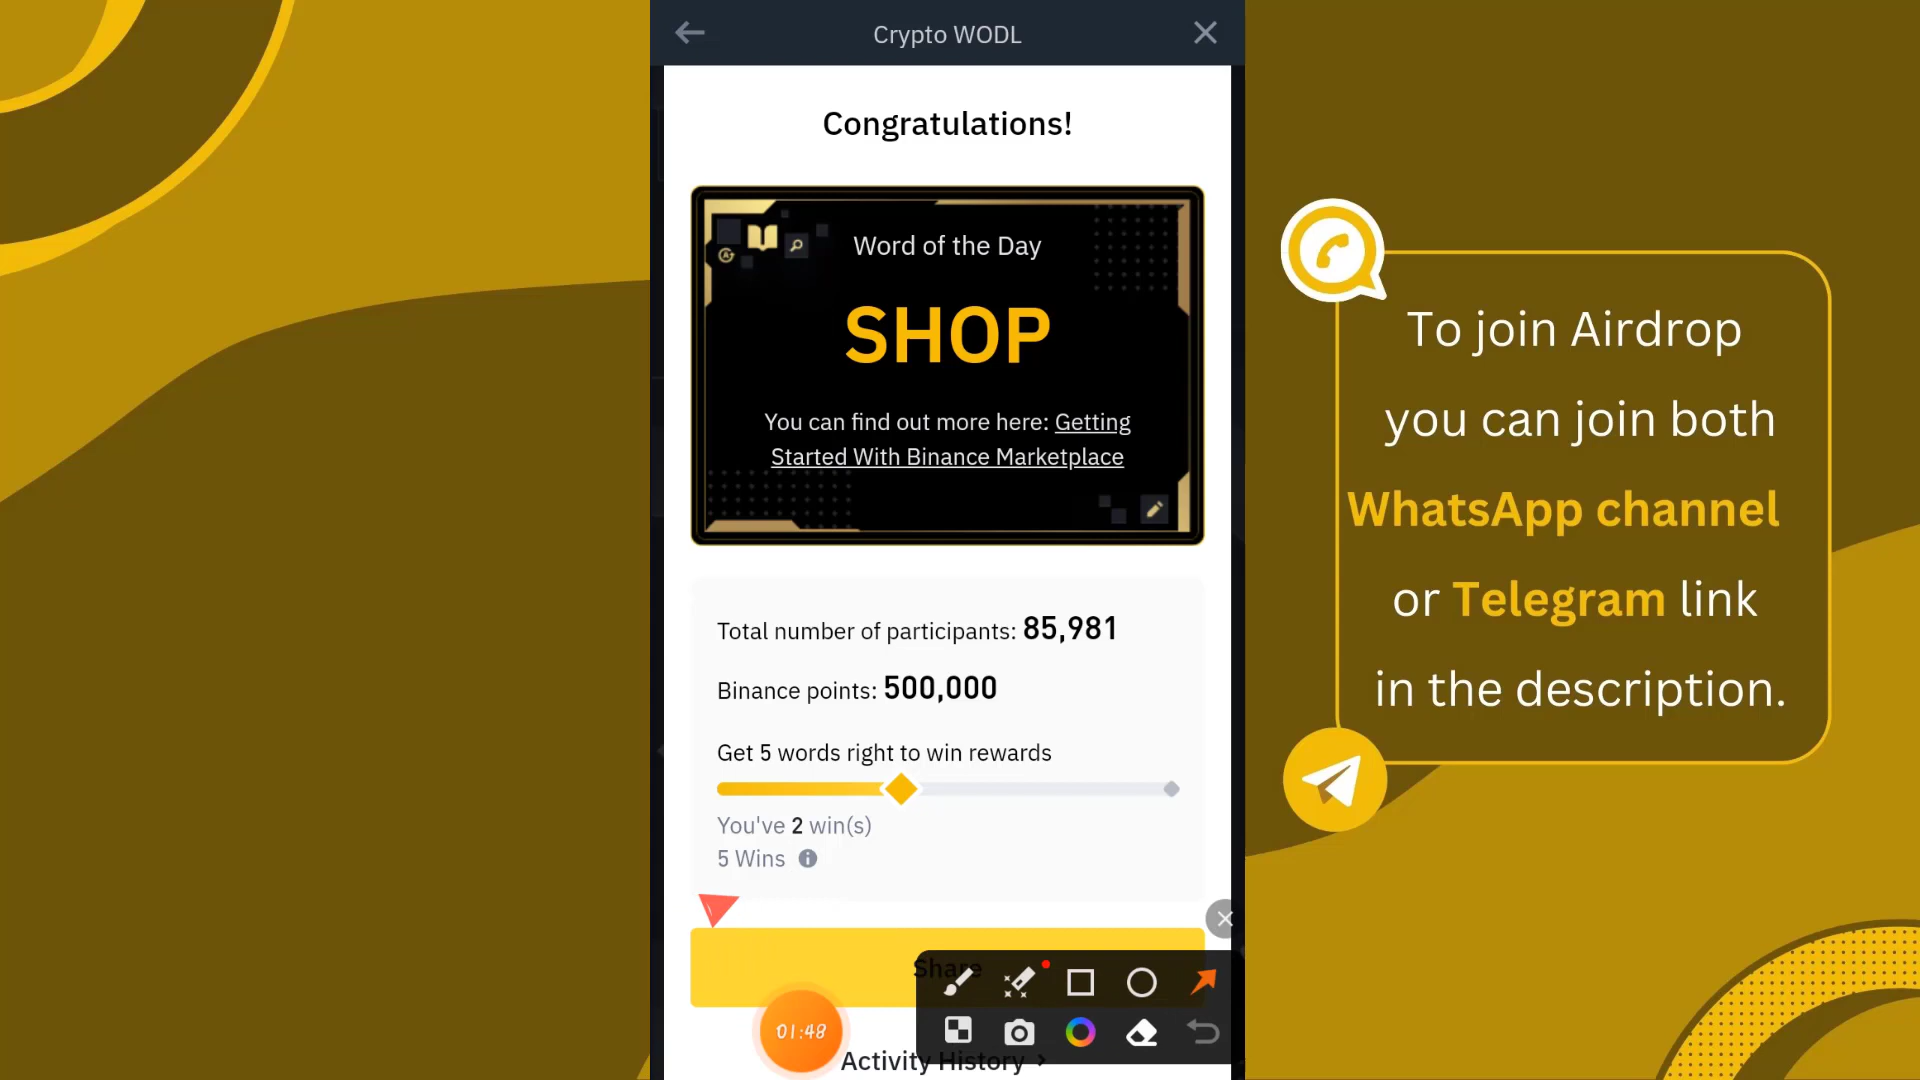 Crypto WODL
Congratulations!
Word of the Day
SHOP
You can find out more here: Getting
Started With Binance Marketplace
Total number of participants: 85,981
Binance points: 500,000
Get 5 words right to win rewards
You've 2 win(s)
5 Wins
Share
01:48
Activity History
To join Airdrop
you can join both
WhatsApp channel
or Telegram link
in the description.